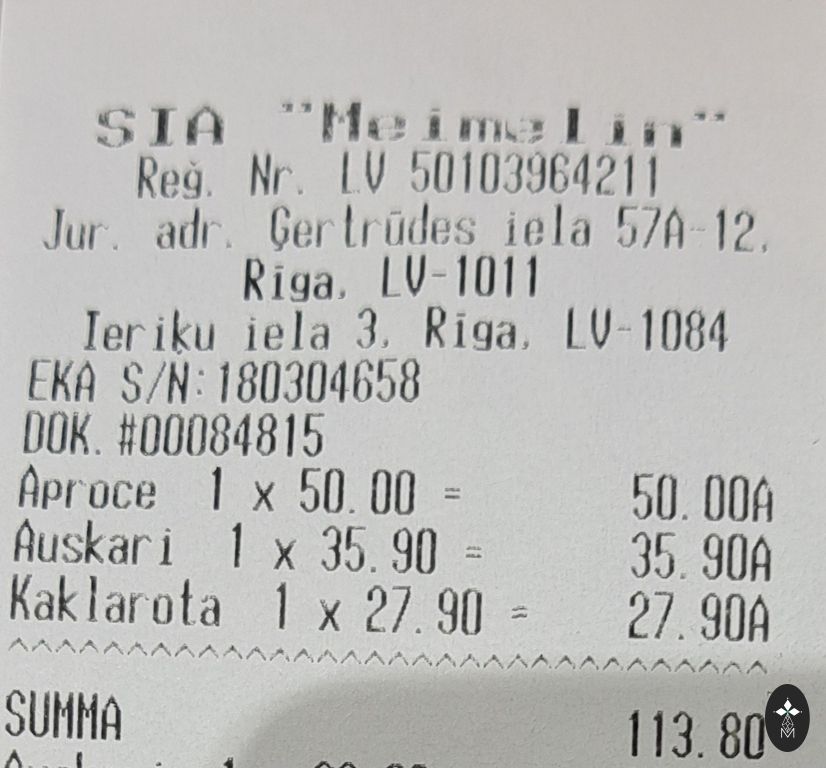 SIA "Meimelin"
Reģ. Nr. LV 50103964211
Jur. adr. Ģertrūdes iela 57A-12,
Rīga, LV-1011
Ieriķu iela 3, Rīga, LV-1084
EKA S/N:180304658
DOK. #00084815
Aproce 1 x 50.00 = 50.00A
Auskari 1 x 35.90 = 35.90A
Kaklarota 1 x 27.90 = 27.90A
^^^^^^^^^^^^^^^^^^^^^^^^^^^^^^^^^^^^^^
SUMMA 113.80
M